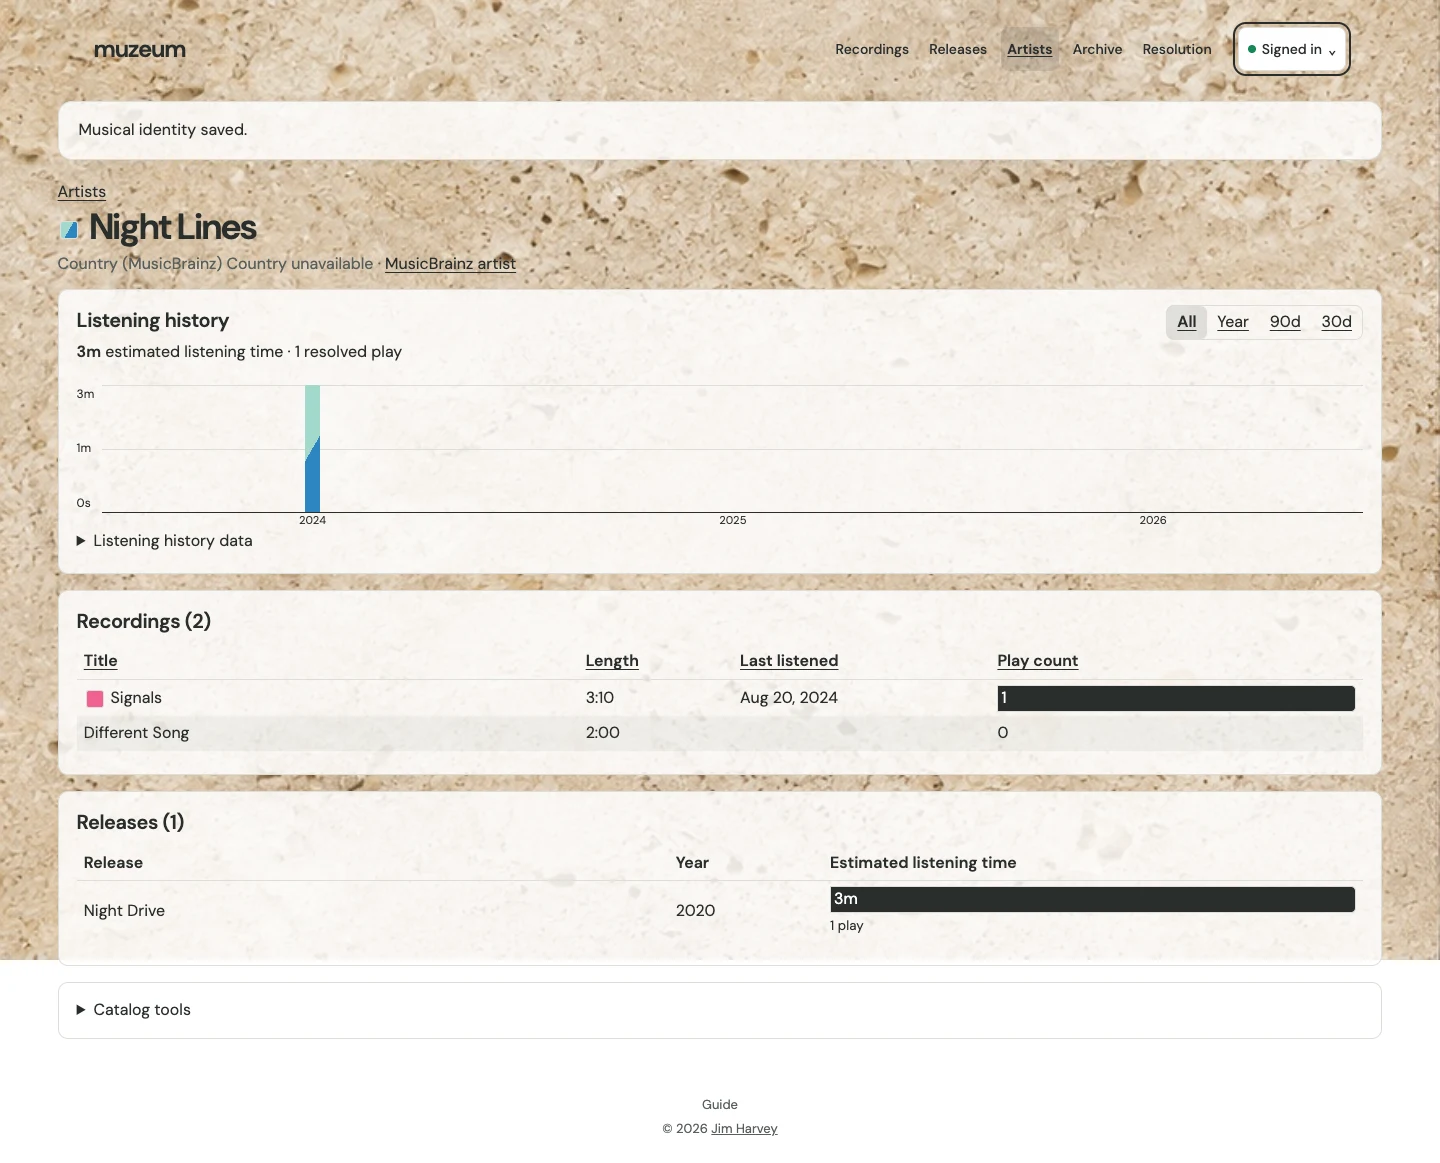 muzeum
Recordings Releases Artists Archive Resolution Signed in
Musical identity saved.
Artists
Night Lines
Country (MusicBrainz) Country unavailable · MusicBrainz artist
Listening history
All Year 90d 30d
3m estimated listening time · 1 resolved play
3m
1m
0s
2024 2025 2026
Listening history data
Recordings (2)
Title Length Last listened Play count
Signals 3:10 Aug 20, 2024 1
Different Song 2:00 0
Releases (1)
Release Year Estimated listening time
Night Drive 2020 3m
1 play
Catalog tools
Guide
© 2026 Jim Harvey